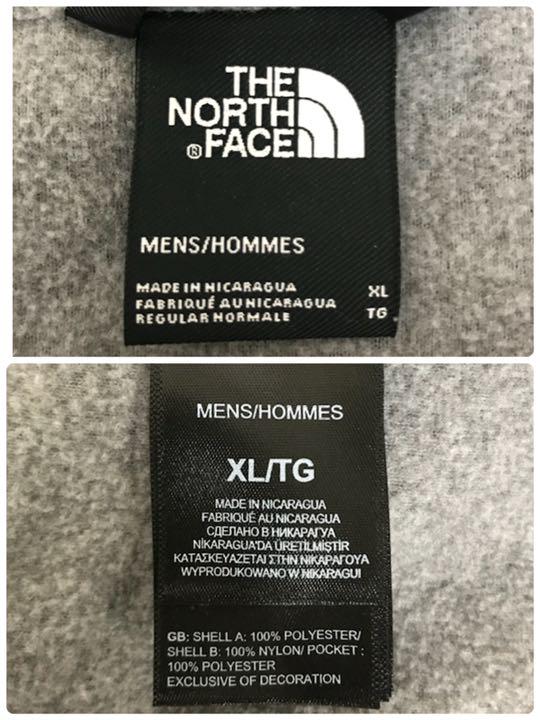 THE
NORTH
®FACE
MENS/HOMMES
MADE IN NICARAGUA XL
FABRIQUÉ AU NICARAGUA
REGULAR NORMALE TG
MENS/HOMMES
XL/TG
MADE IN NICARAGUA
FABRIQUÉ AU NICARAGUA
СДЕЛАНО В НИКАРАГУА
NİKARAGUA'DA ÜRETİLMİŞTİR
ΚΑΤΑΣΚΕΥΑΖΕΤΑΙ ΣΤΗΝ ΝΙΚΑΡΑΓΟΥΑ
WYPRODUKOWANO W NIKARAGUI
GB: SHELL A: 100% POLYESTER/
SHELL B: 100% NYLON/ POCKET :
100% POLYESTER
EXCLUSIVE OF DECORATION